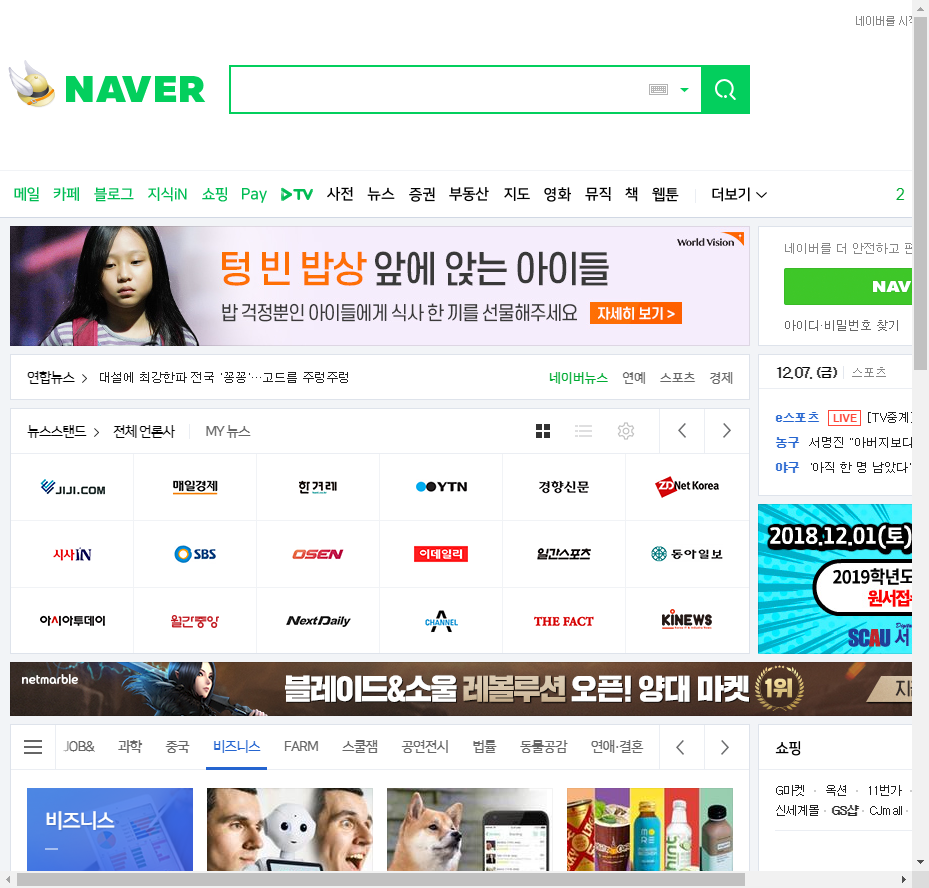 네이버를 시작
NAVER
메일 카페 블로그 지식iN 쇼핑 Pay TV 사전 뉴스 증권 부동산 지도 영화 뮤직 책 웹툰 더보기 2
World Vision
텅 빈 밥상 앞에 앉는 아이들
밥 걱정뿐인 아이들에게 식사 한 끼를 선물해주세요 자세히 보기 >
네이버를 더 안전하고
NAV
아이디·비밀번호 찾기
연합뉴스 > 대설에 최강한파 전국 '꽁꽁'…코드를 주렁주렁 네이버뉴스 연예 스포츠 경제
12.07. (금) 스포츠
e스포츠 LIVE [TV중계]
농구 서명진 "아버지보다
야구 '아직 한 명 남았다'
뉴스스탠드 > 전체 언론사 MY 뉴스
JIJI.COM 매일경제 한겨레 YTN 경향신문 ZDNet Korea
시사IN SBS OSEN 이데일리 일간스포츠 동아일보
아시아투데이 월간중앙 NextDaily CHANNEL A THE FACT KiNEWS
2018.12.01(토)
2019학년도
원서접수
SCAU 서
netmarble
블레이드&소울 레볼루션 오픈! 양대 마켓 1위
JOB& 과학 중국 비즈니스 FARM 스쿨잼 공연전시 법률 동물공감 연애·결혼
비즈니스
쇼핑
G마켓 · 옥션 · 11번가 ·
신세계몰 · GS샵 · CJmall ·